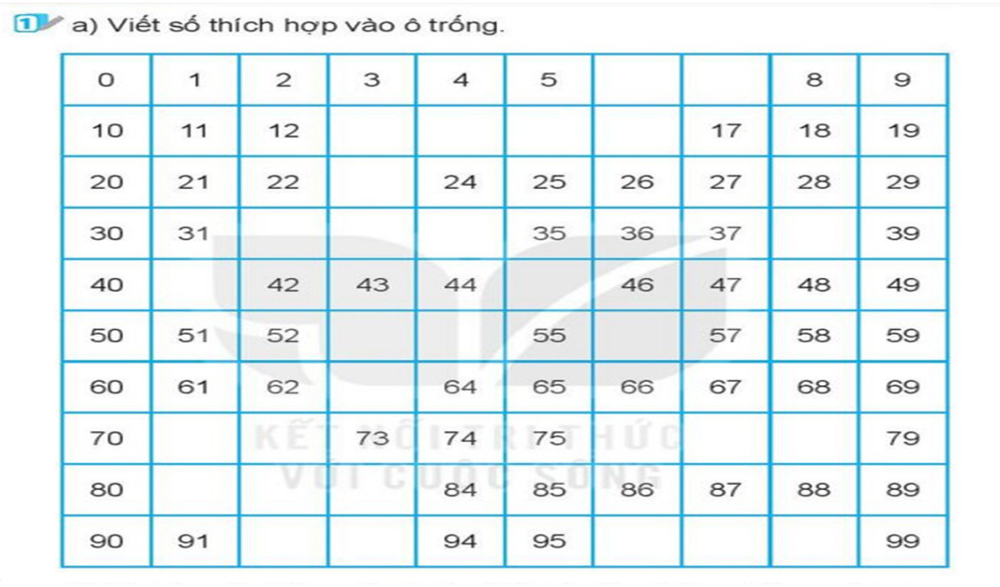 1 a) Viết số thích hợp vào ô trống.
0 1 2 3 4 5 8 9
10 11 12 17 18 19
20 21 22 24 25 26 27 28 29
30 31 35 36 37 39
40 42 43 44 46 47 48 49
50 51 52 55 57 58 59
60 61 62 64 65 66 67 68 69
70 73 74 75 79
80 84 85 86 87 88 89
90 91 94 95 99
KẾT NỐI TRI THỨC
VỚI CUỘC SỐNG